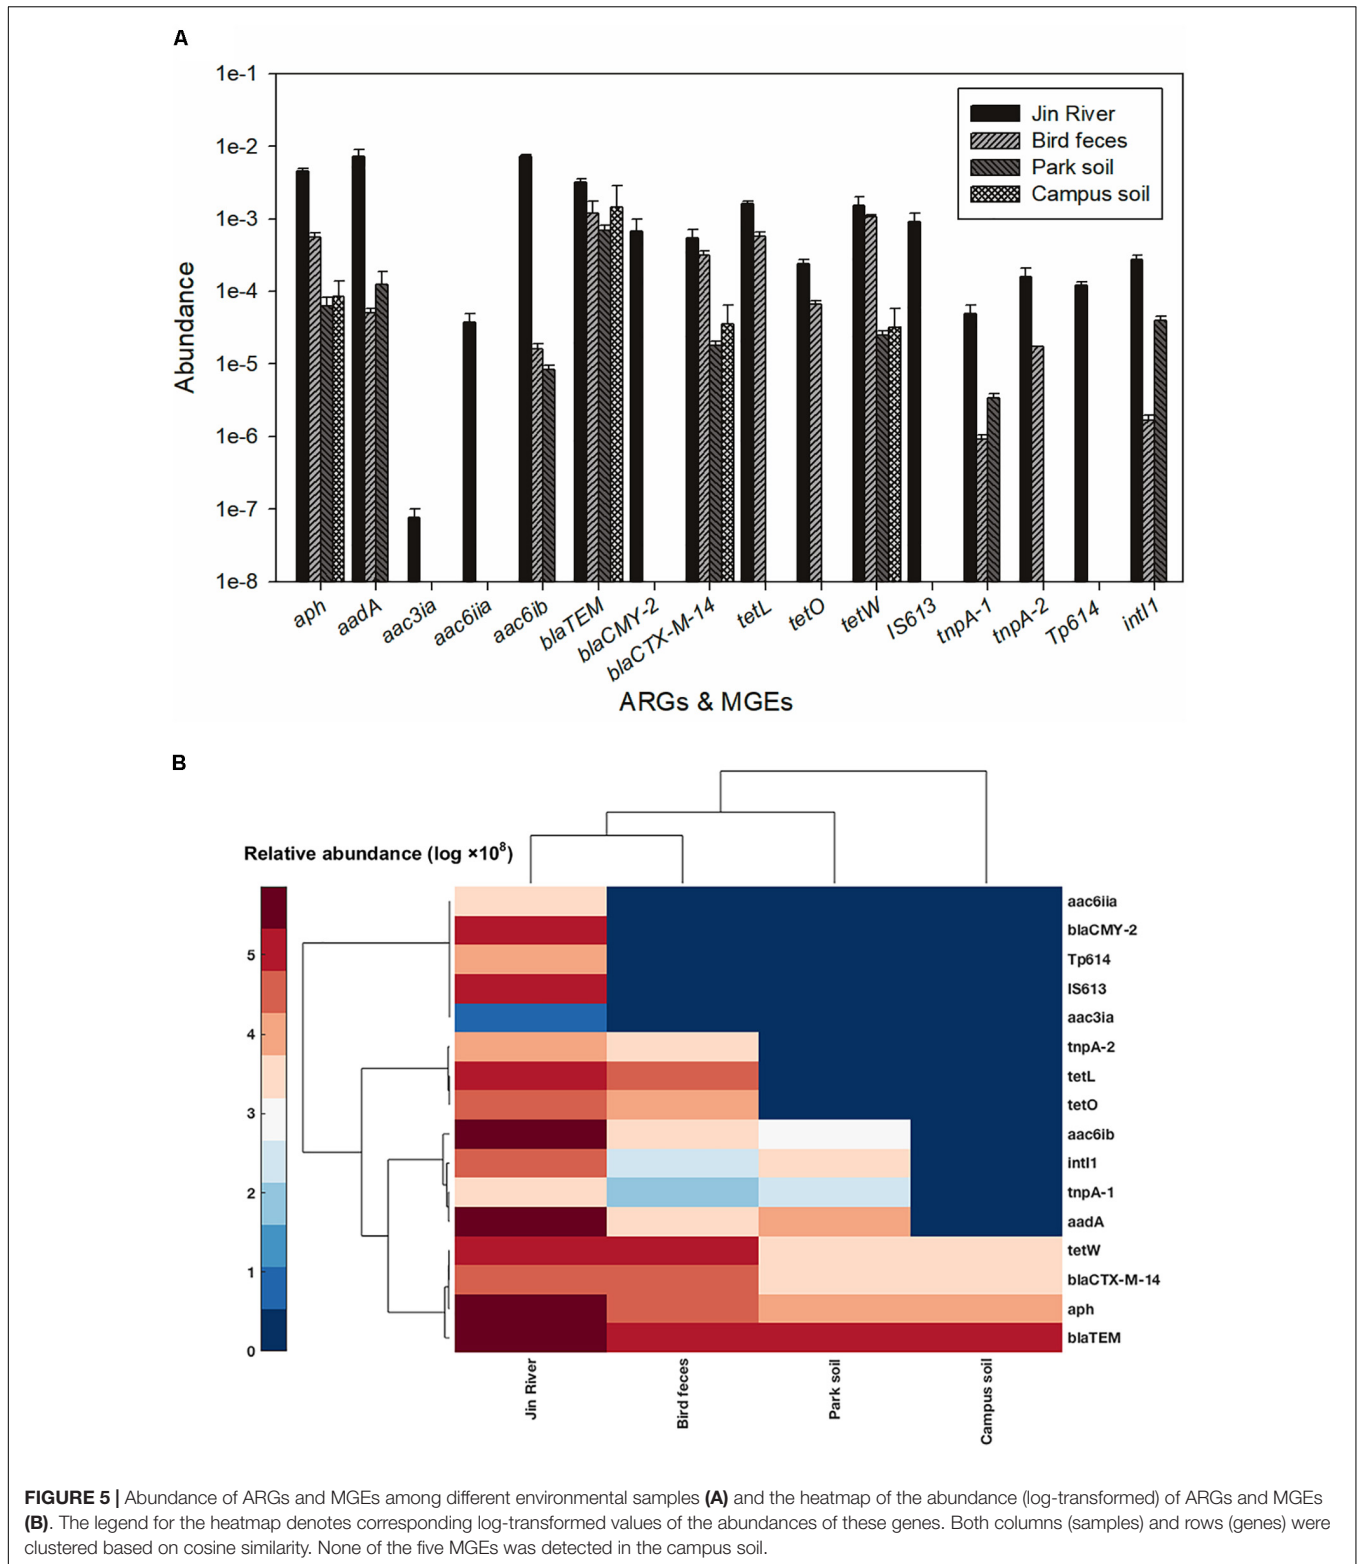 A
1e-1
1e-2
1e-3
1e-4
1e-5
1e-6
1e-7
1e-8
Abundance
Jin River
Bird feces
Park soil
Campus soil
aph
aadA
aac3ia
aac6iia
aac6ib
blaTEM
blaCMY-2
blaCTX-M-14
tetL
tetO
tetW
IS613
tnpA-1
tnpA-2
Tp614
intI1
ARGs & MGEs
B
Relative abundance (log ×10⁸)
5
4
3
2
1
0
aac6iia
blaCMY-2
Tp614
IS613
aac3ia
tnpA-2
tetL
tetO
aac6ib
intI1
tnpA-1
aadA
tetW
blaCTX-M-14
aph
blaTEM
Jin River
Bird feces
Park soil
Campus soil
FIGURE 5 | Abundance of ARGs and MGEs among different environmental samples (A) and the heatmap of the abundance (log-transformed) of ARGs and MGEs
(B). The legend for the heatmap denotes corresponding log-transformed values of the abundances of these genes. Both columns (samples) and rows (genes) were
clustered based on cosine similarity. None of the five MGEs was detected in the campus soil.